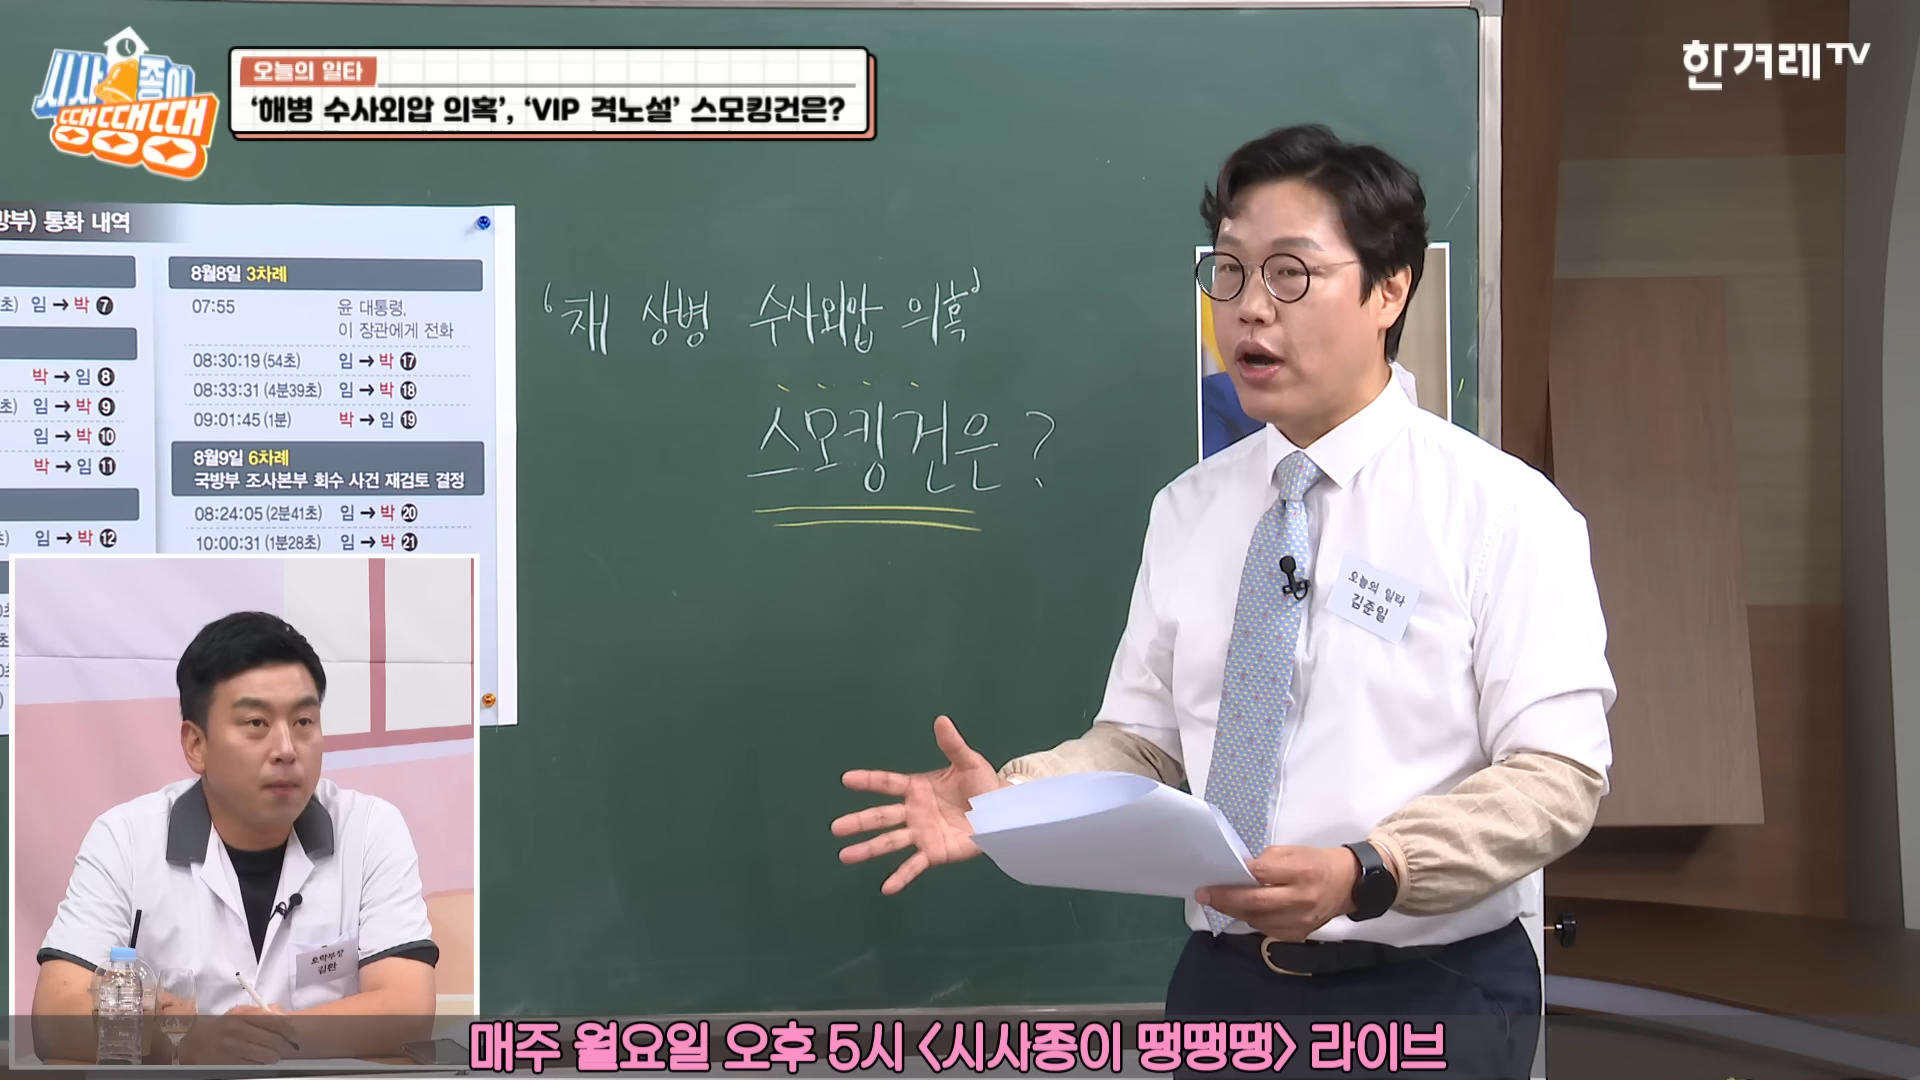 시사종이
땡땡땡
오늘의 일타
‘해병 수사외압 의혹’, ‘VIP 격노설’ 스모킹건은?
한겨레TV
방부) 통화 내역
초) 임→박 7
박→임 8
초) 임→박 9
임→박 10
박→임 11
초) 임→박 12
8월8일 3차례
07:55 윤 대통령,
이 장관에게 전화
08:30:19 (54초) 임→박 17
08:33:31 (4분39초) 임→박 18
09:01:45 (1분) 박→임 19
8월9일 6차례
국방부 조사본부 회수 사건 재검토 결정
08:24:05 (2분41초) 임→박 20
10:00:31 (1분28초) 임→박 21
‘채 상병 수사외압 의혹’
스모킹건은?
오늘의 일타
김준일
오락부장
김완
매주 월요일 오후 5시 <시사종이 땡땡땡> 라이브